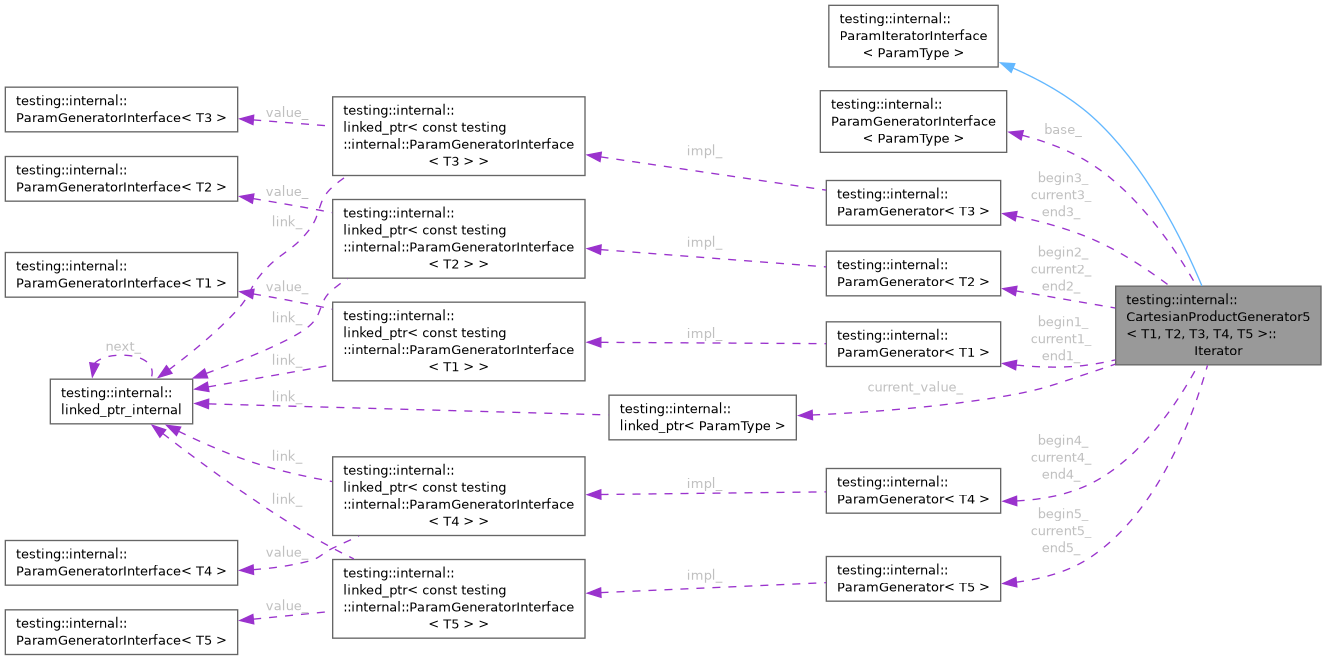 testing::internal::
ParamIteratorInterface
< ParamType >
testing::internal::
ParamGeneratorInterface
< ParamType >
base_
testing::internal::
ParamGeneratorInterface< T3 >
value_
testing::internal::
linked_ptr< const testing
::internal::ParamGeneratorInterface
< T3 > >
impl_
testing::internal::
ParamGenerator< T3 >
begin3_
current3_
end3_
testing::internal::
ParamGeneratorInterface< T2 >
value_
link_
testing::internal::
linked_ptr< const testing
::internal::ParamGeneratorInterface
< T2 > >
impl_
testing::internal::
ParamGenerator< T2 >
begin2_
current2_
end2_
testing::internal::
ParamGeneratorInterface< T1 >
value_
link_
testing::internal::
linked_ptr< const testing
::internal::ParamGeneratorInterface
< T1 > >
impl_
testing::internal::
ParamGenerator< T1 >
begin1_
current1_
end1_
testing::internal::
CartesianProductGenerator5
< T1, T2, T3, T4, T5 >::
Iterator
next_
link_
testing::internal::
linked_ptr_internal
link_
testing::internal::
linked_ptr< ParamType >
current_value_
link_
testing::internal::
linked_ptr< const testing
::internal::ParamGeneratorInterface
< T4 > >
impl_
testing::internal::
ParamGenerator< T4 >
begin4_
current4_
end4_
link_
testing::internal::
ParamGeneratorInterface< T4 >
value_
testing::internal::
linked_ptr< const testing
::internal::ParamGeneratorInterface
< T5 > >
impl_
testing::internal::
ParamGenerator< T5 >
begin5_
current5_
end5_
testing::internal::
ParamGeneratorInterface< T5 >
value_